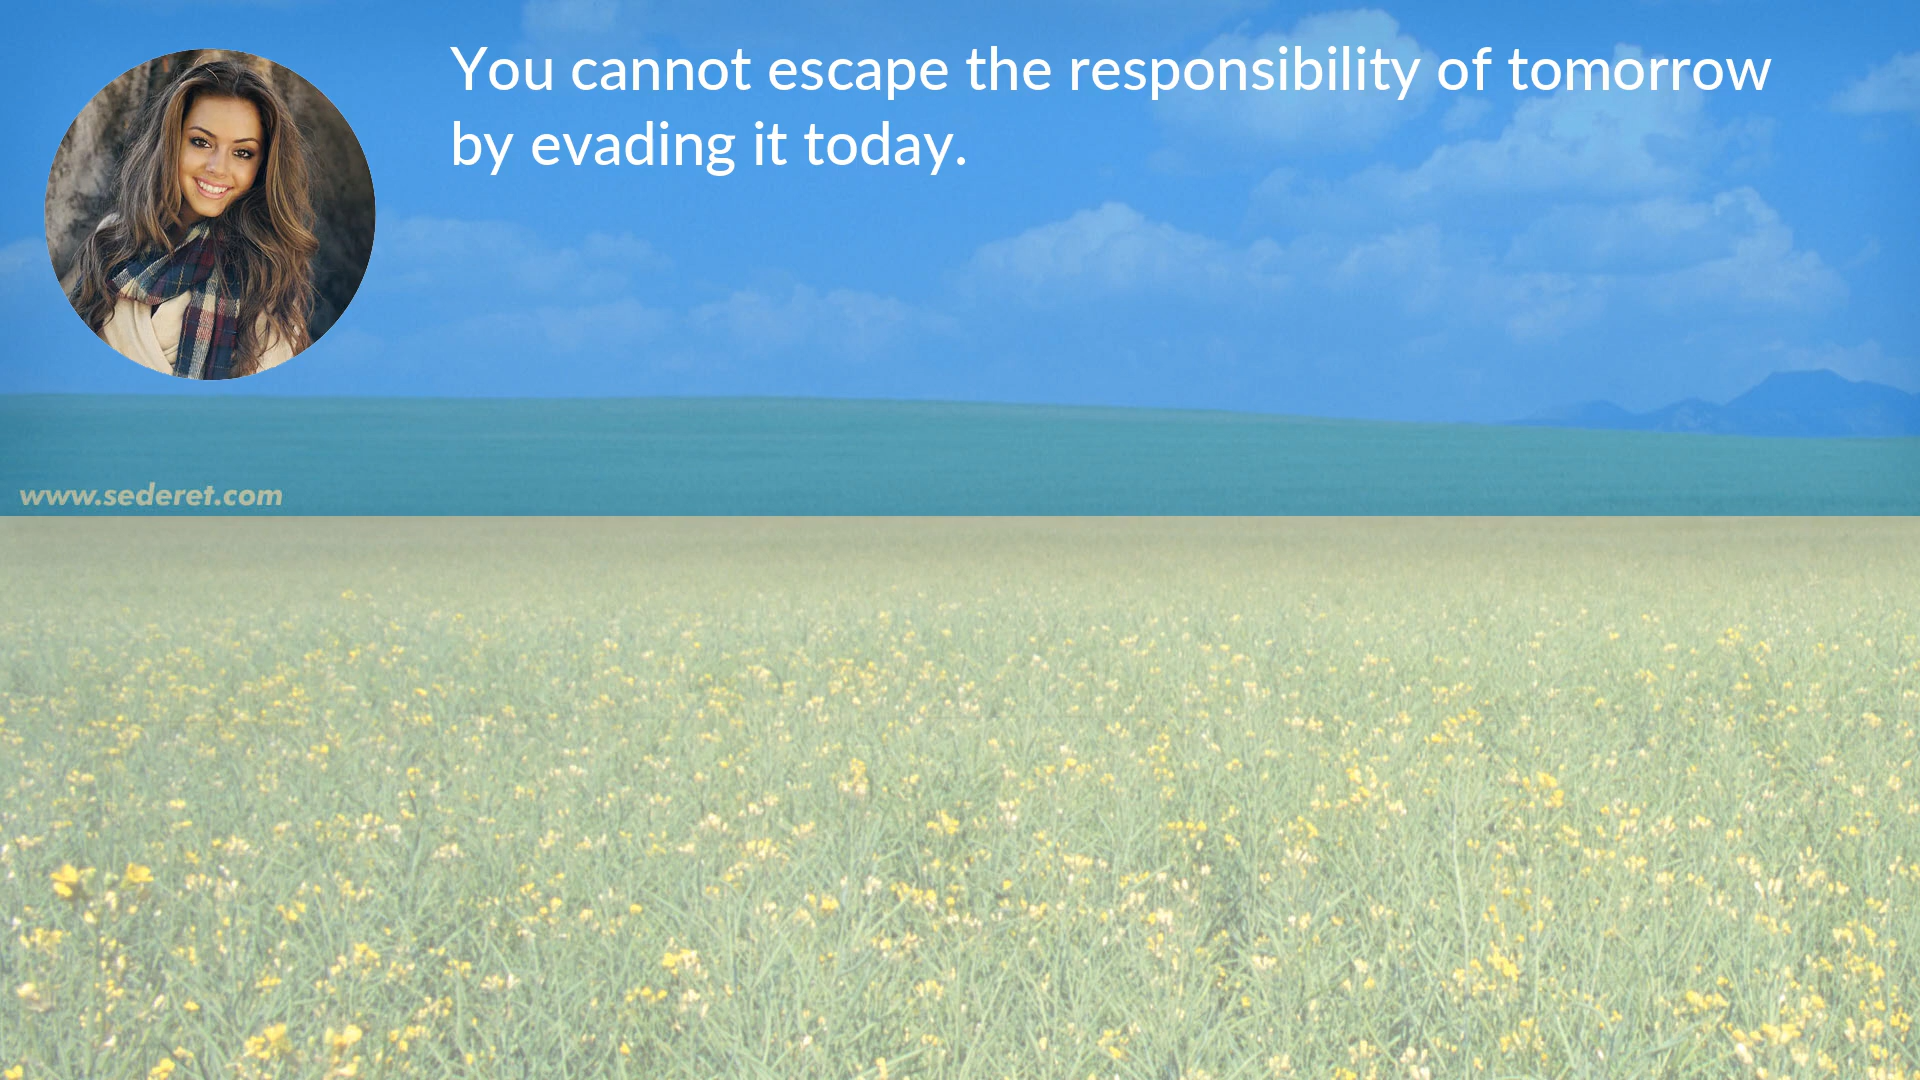 You cannot escape the responsibility of tomorrow
by evading it today.
www.sederet.com